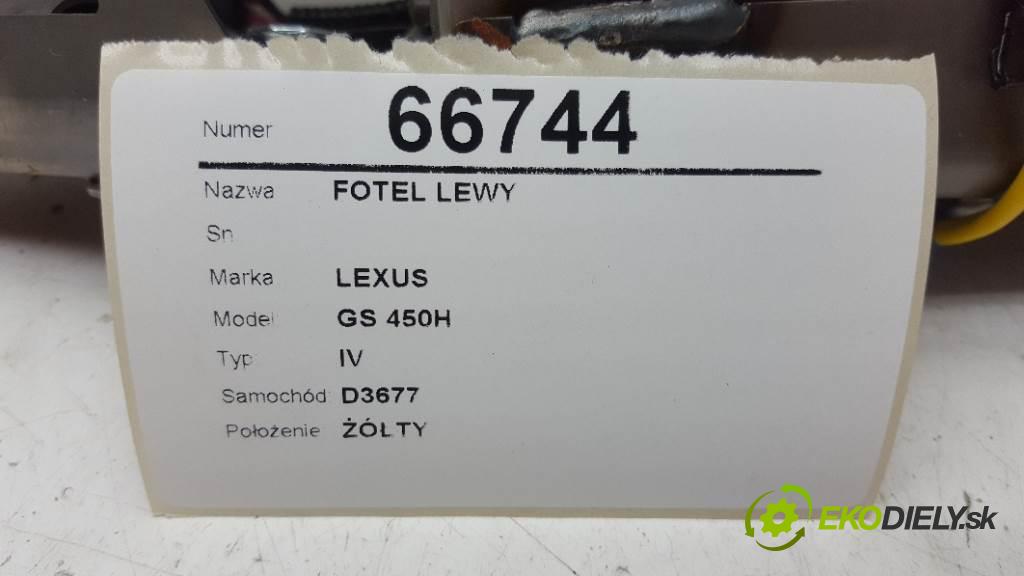 Numer 66744
Nazwa FOTEL LEWY
Sn
Marka LEXUS
Model GS 450H
Typ IV
Samochód D3677
Położenie ŻÓŁTY
EKODIELY.sk